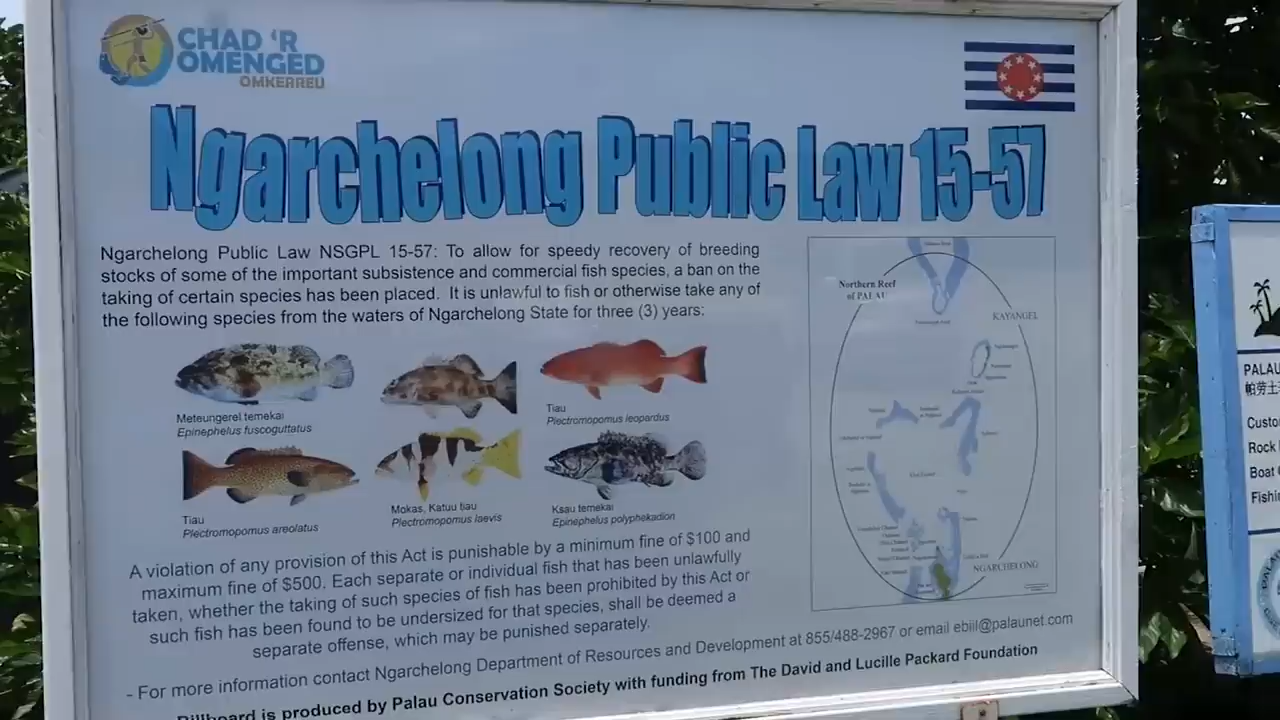 CHAD 'R
OMENGED
OMKERREU
Ngarchelong Public Law 15-57
Ngarchelong Public Law NSGPL 15-57: To allow for speedy recovery of breeding
stocks of some of the important subsistence and commercial fish species, a ban on the
taking of certain species has been placed. It is unlawful to fish or otherwise take any of
the following species from the waters of Ngarchelong State for three (3) years:
Meteungerel temekai
Epinephelus fuscoguttatus
Tiau
Plectromopomus leopardus
Tiau
Plectromopomus areolatus
Mokas, Katuu tiau
Plectromopomus laevis
Ksau temekai
Epinephelus polyphekadion
Northern Reef
of PALAU
KAYANGEL
NGARCHELONG
A violation of any provision of this Act is punishable by a minimum fine of $100 and
maximum fine of $500. Each separate or individual fish that has been unlawfully
taken, whether the taking of such species of fish has been prohibited by this Act or
such fish has been found to be undersized for that species, shall be deemed a
separate offense, which may be punished separately.
- For more information contact Ngarchelong Department of Resources and Development at 855/488-2967 or email ebiil@palaunet.com
Billboard is produced by Palau Conservation Society with funding from The David and Lucille Packard Foundation
PALAU
帕劳土
Custo
Rock
Boat
Fishi